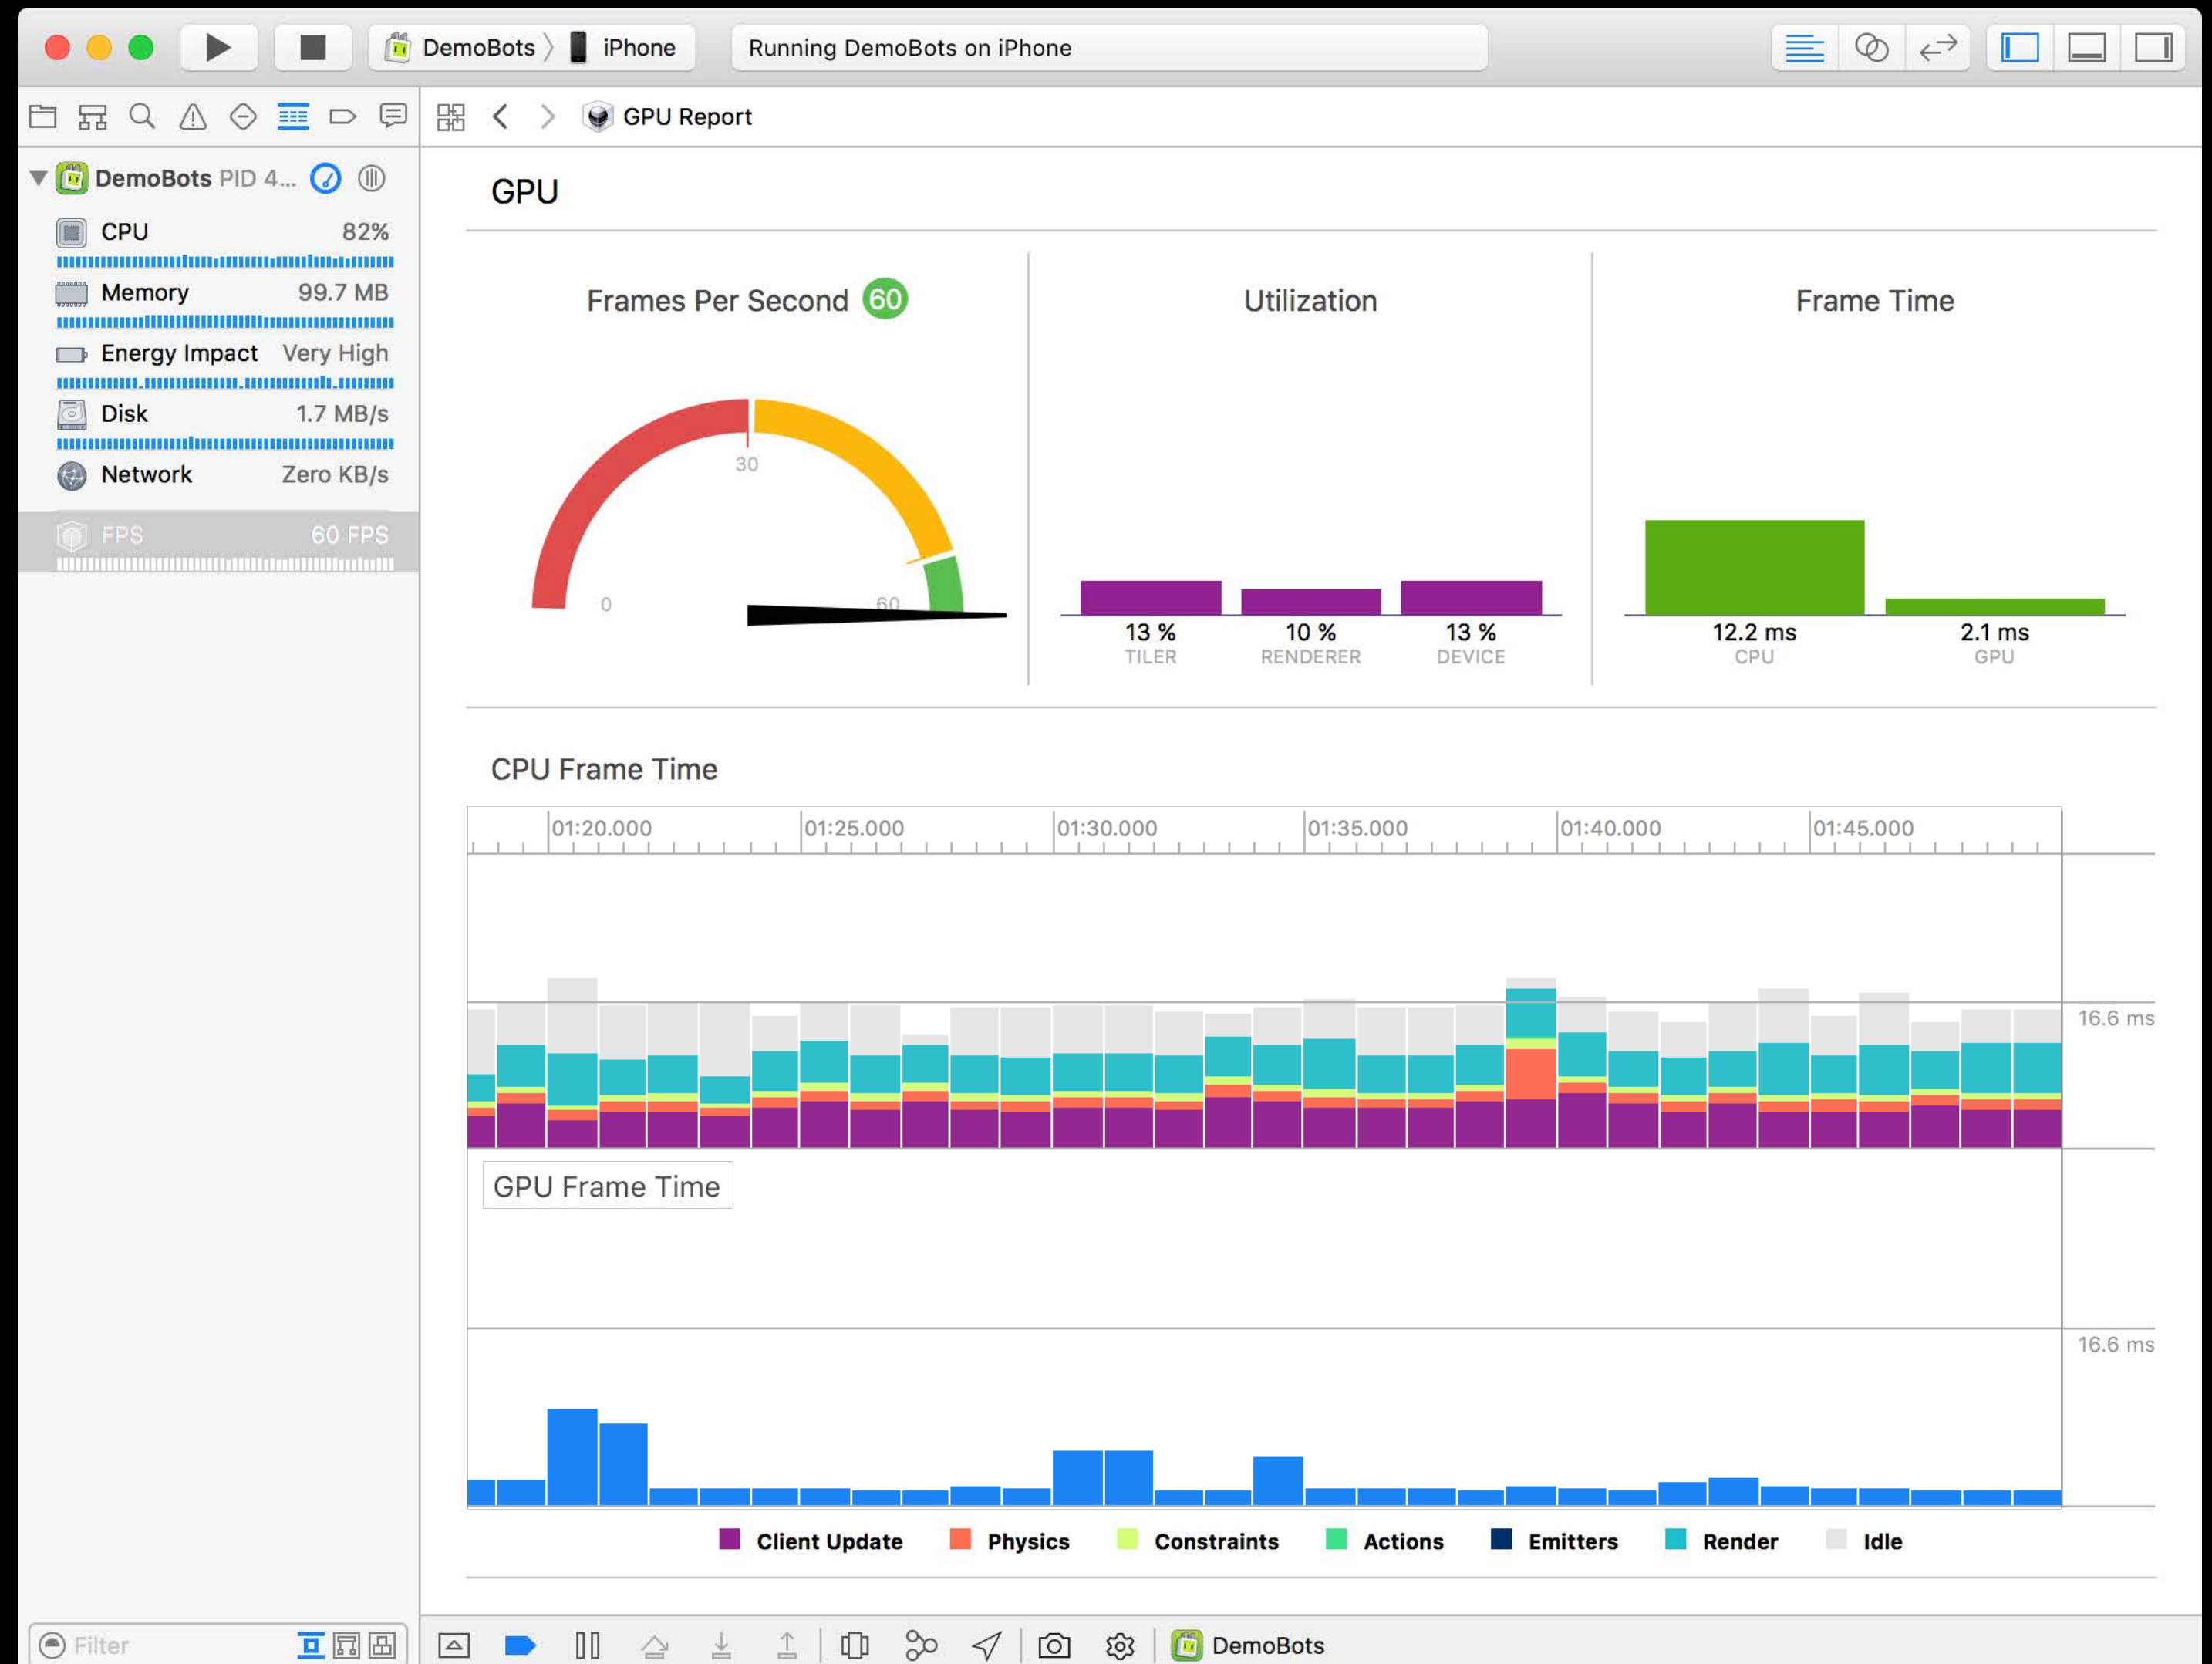 DemoBots iPhone
Running DemoBots on iPhone
GPU Report
DemoBots PID 4...
CPU 82%
Memory 99.7 MB
Energy Impact Very High
Disk 1.7 MB/s
Network Zero KB/s
FPS 60 FPS
GPU
Frames Per Second 60
30
0
60
Utilization
13 %
TILER
10 %
RENDERER
13 %
DEVICE
Frame Time
12.2 ms
CPU
2.1 ms
GPU
CPU Frame Time
01:20.000 01:25.000 01:30.000 01:35.000 01:40.000 01:45.000
16.6 ms
GPU Frame Time
16.6 ms
Client Update Physics Constraints Actions Emitters Render Idle
Filter
DemoBots